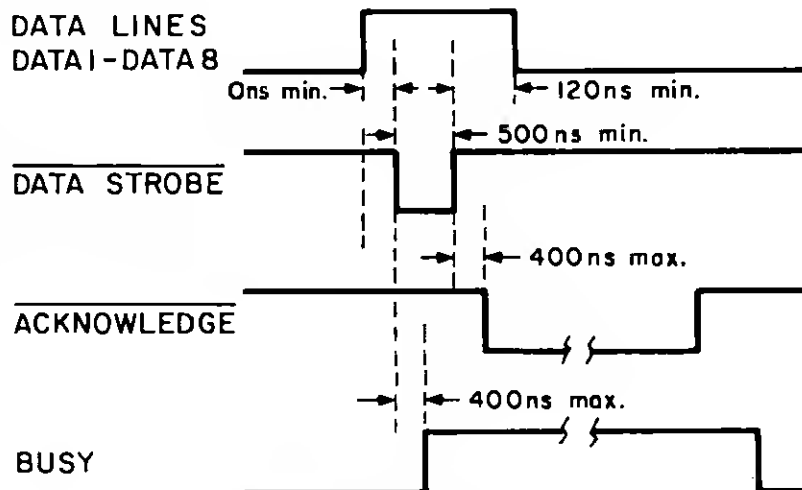 DATA LINES
DATA1-DATA8
0ns min.
120ns min.
500ns min.
DATA STROBE
400ns max.
ACKNOWLEDGE
400ns max.
BUSY